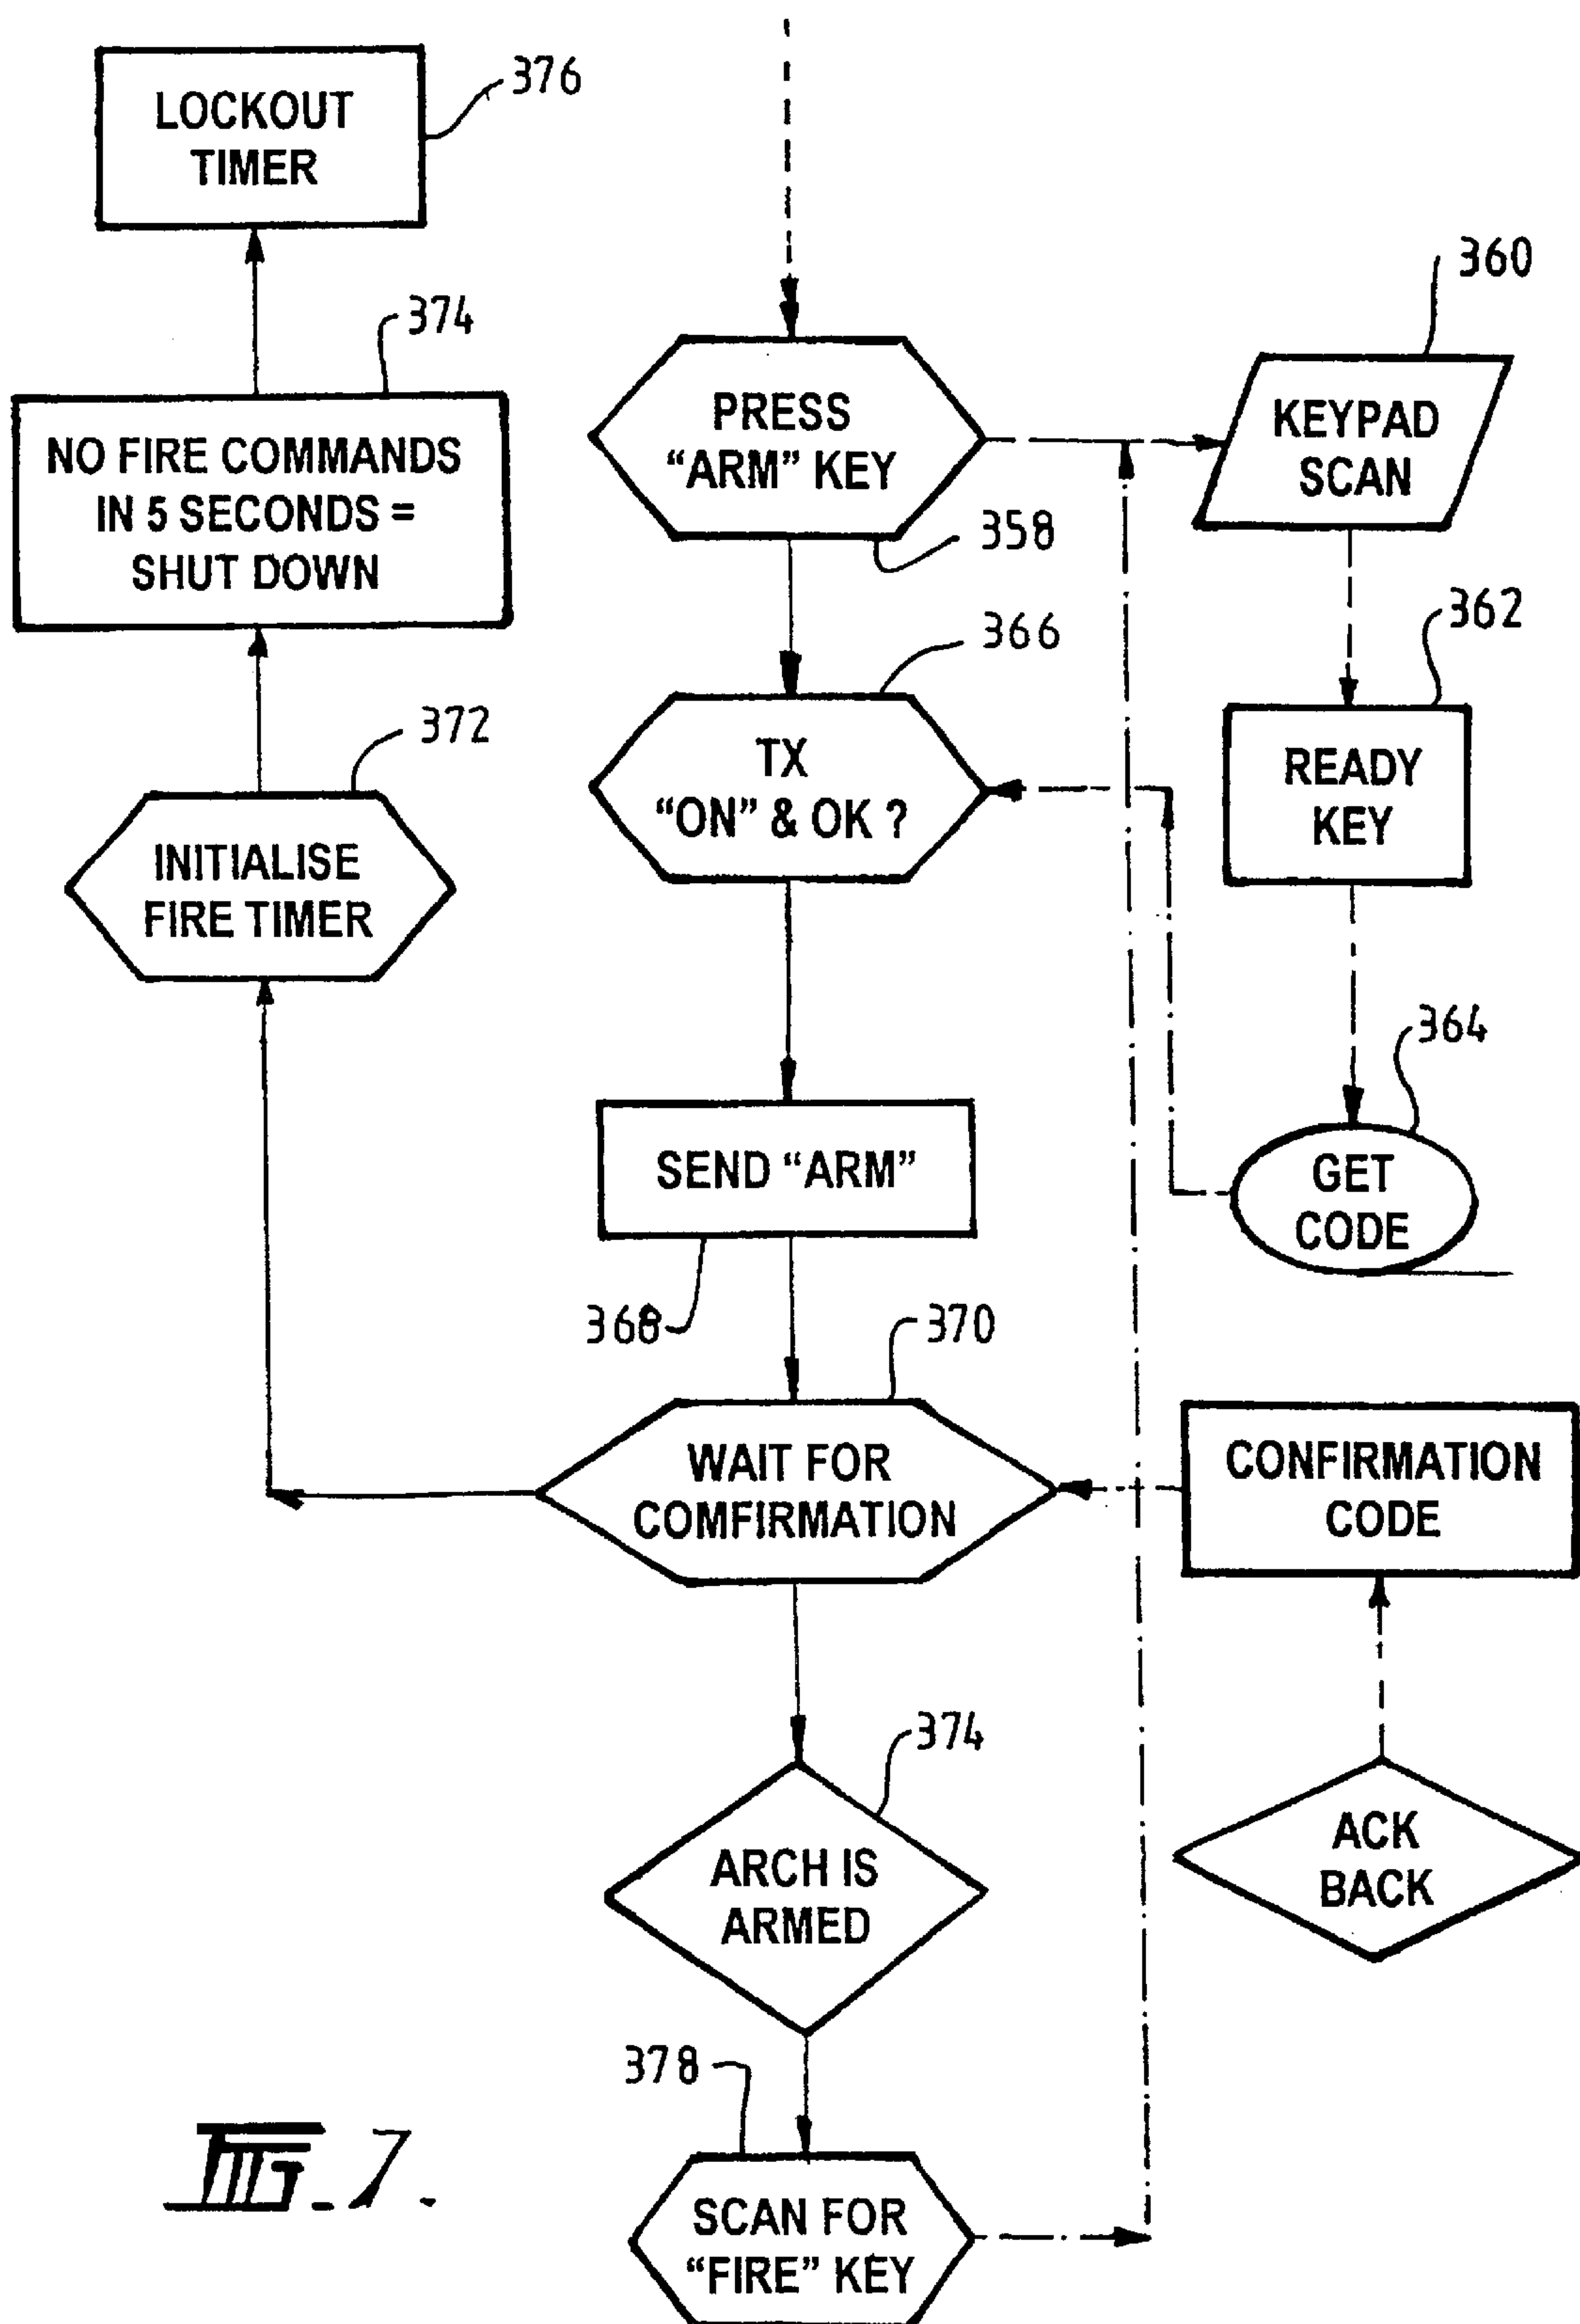 LOCKOUT
TIMER
376
374
NO FIRE COMMANDS
IN 5 SECONDS =
SHUT DOWN
372
INITIALISE
FIRE TIMER
PRESS
“ARM” KEY
358
360
KEYPAD
SCAN
362
READY
KEY
364
GET
CODE
366
TX
“ON” & OK ?
SEND “ARM”
368
370
WAIT FOR
COMFIRMATION
CONFIRMATION
CODE
ACK
BACK
374
ARCH IS
ARMED
378
SCAN FOR
“FIRE” KEY
FIG. 7.